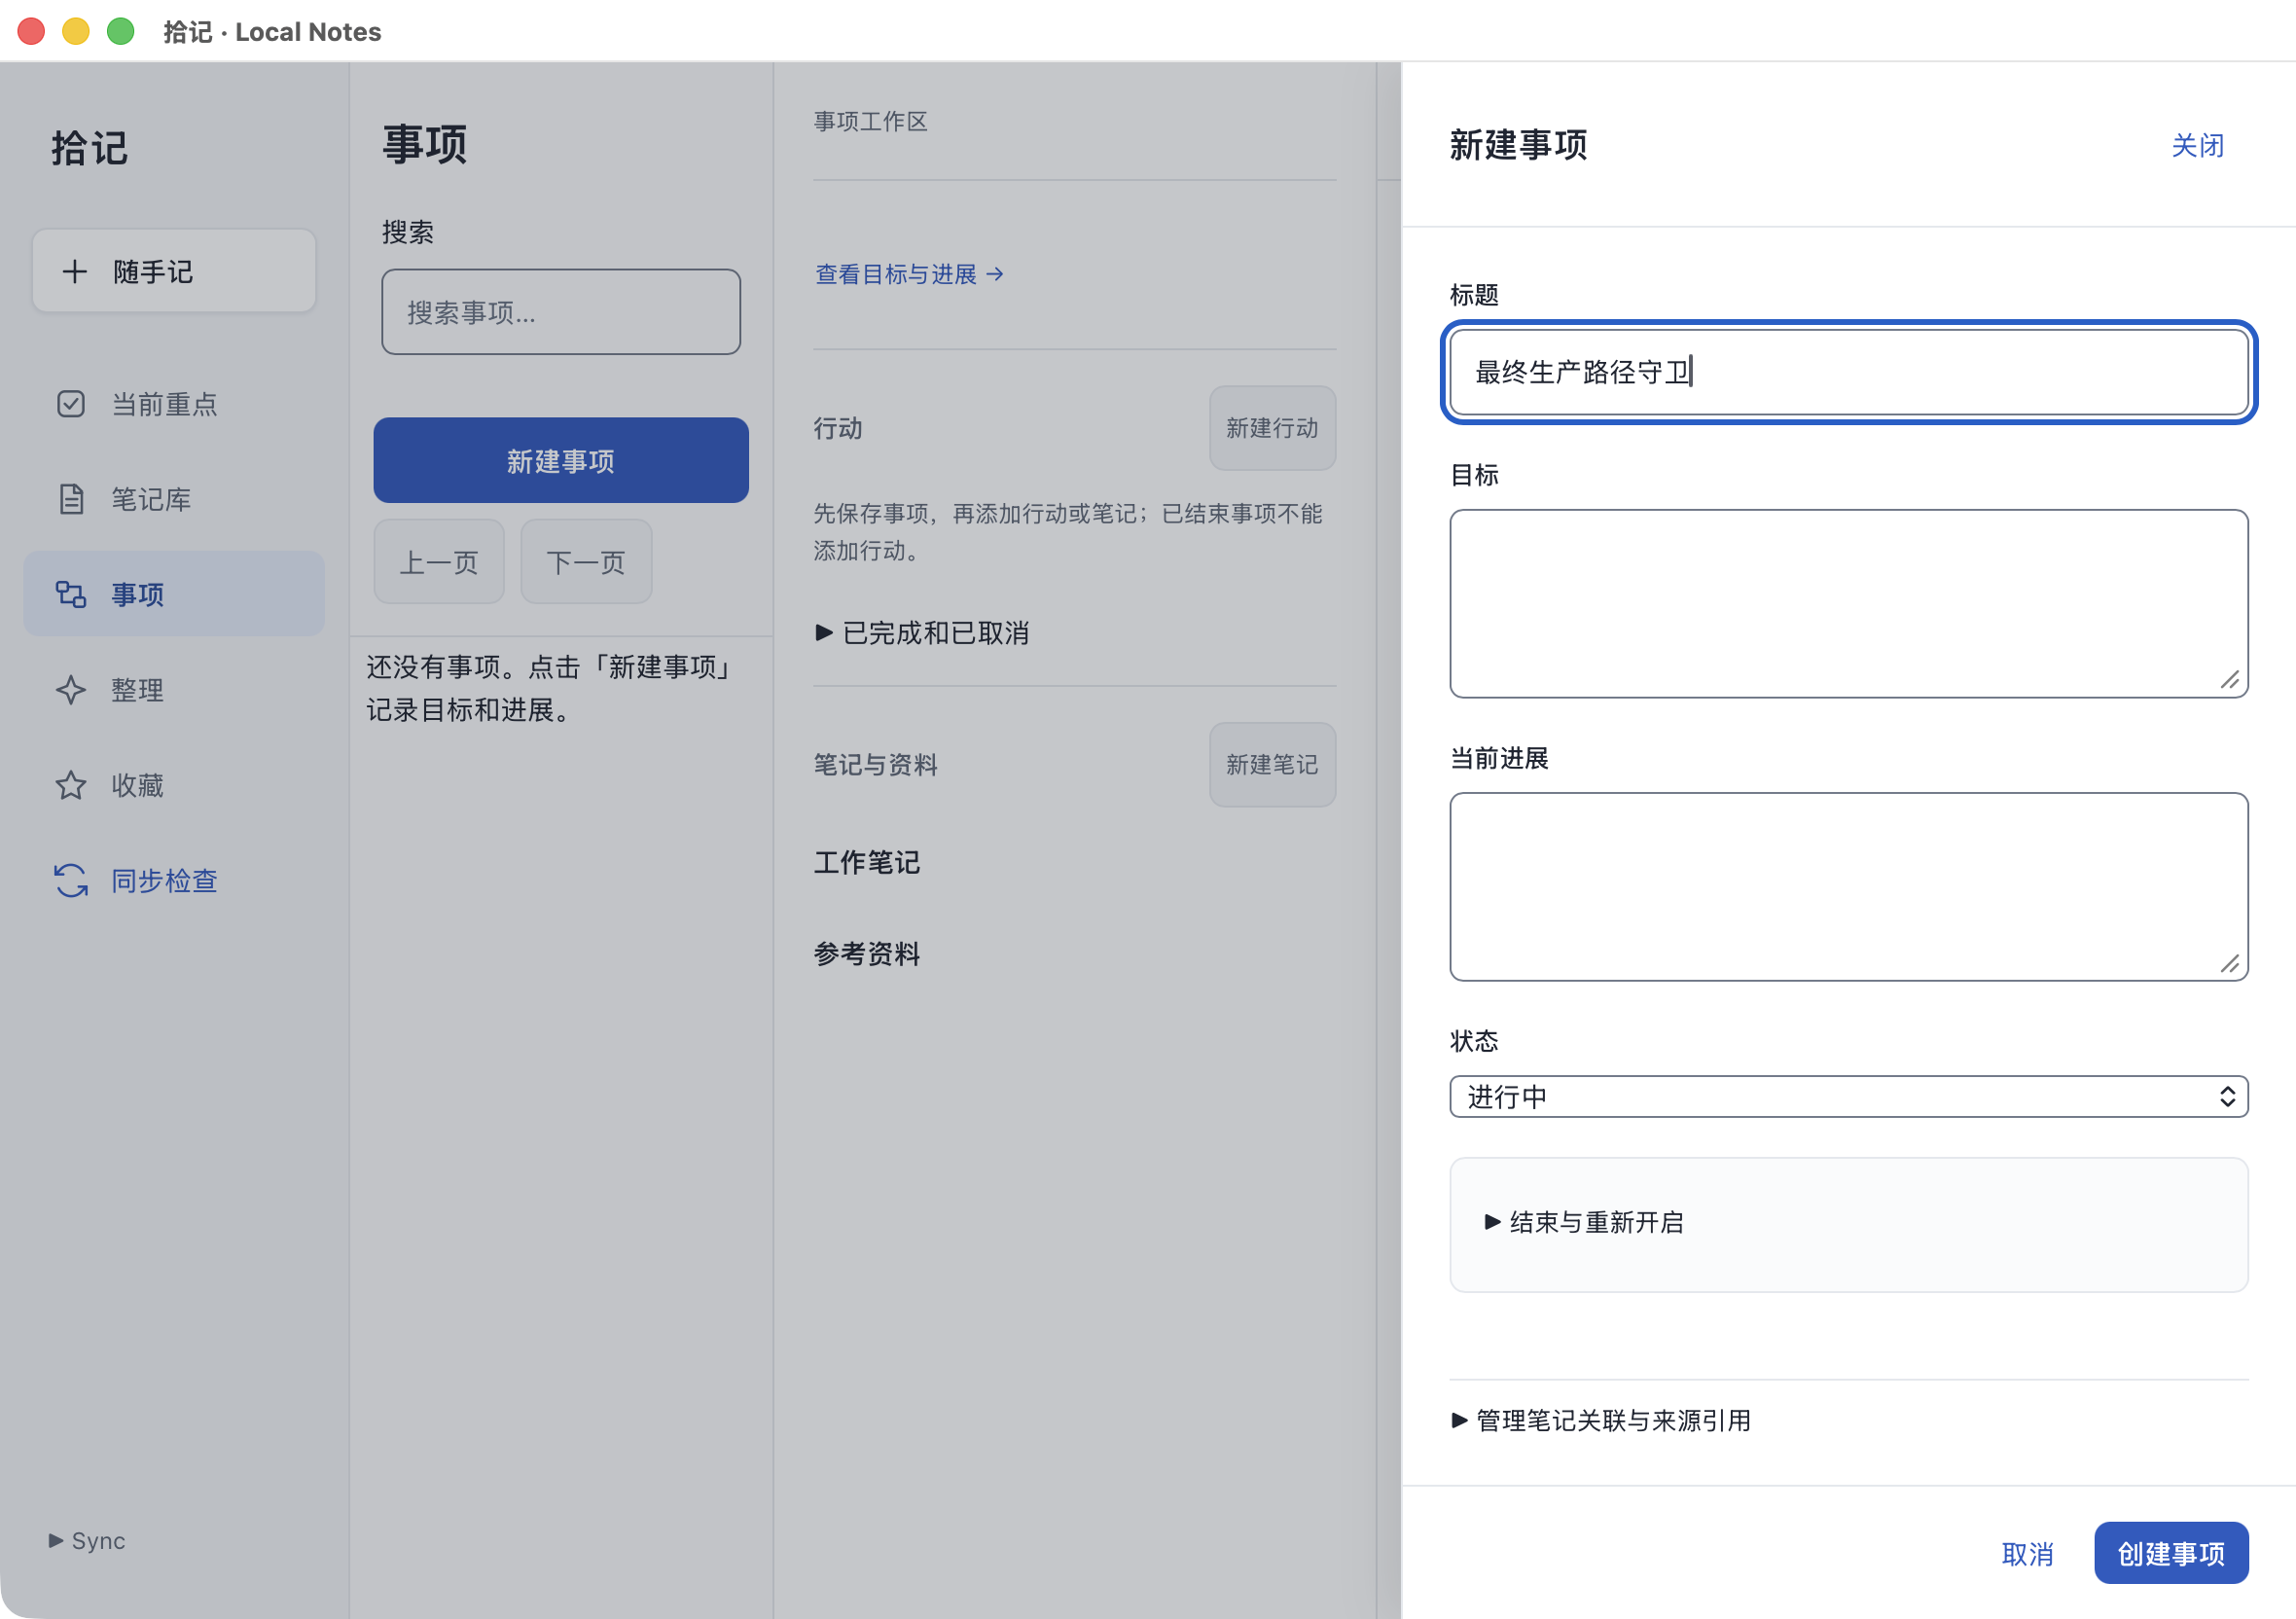 拾记 · Local Notes
拾记
随手记
当前重点
笔记库
事项
整理
收藏
同步检查
Sync
事项
搜索
搜索事项...
新建事项
上一页
下一页
还没有事项。点击「新建事项」
记录目标和进展。
事项工作区
查看目标与进展 →
行动
新建行动
先保存事项，再添加行动或笔记；已结束事项不能
添加行动。
已完成和已取消
笔记与资料
新建笔记
工作笔记
参考资料
新建事项
关闭
标题
最终生产路径守卫
目标
当前进展
状态
进行中
结束与重新开启
管理笔记关联与来源引用
取消
创建事项